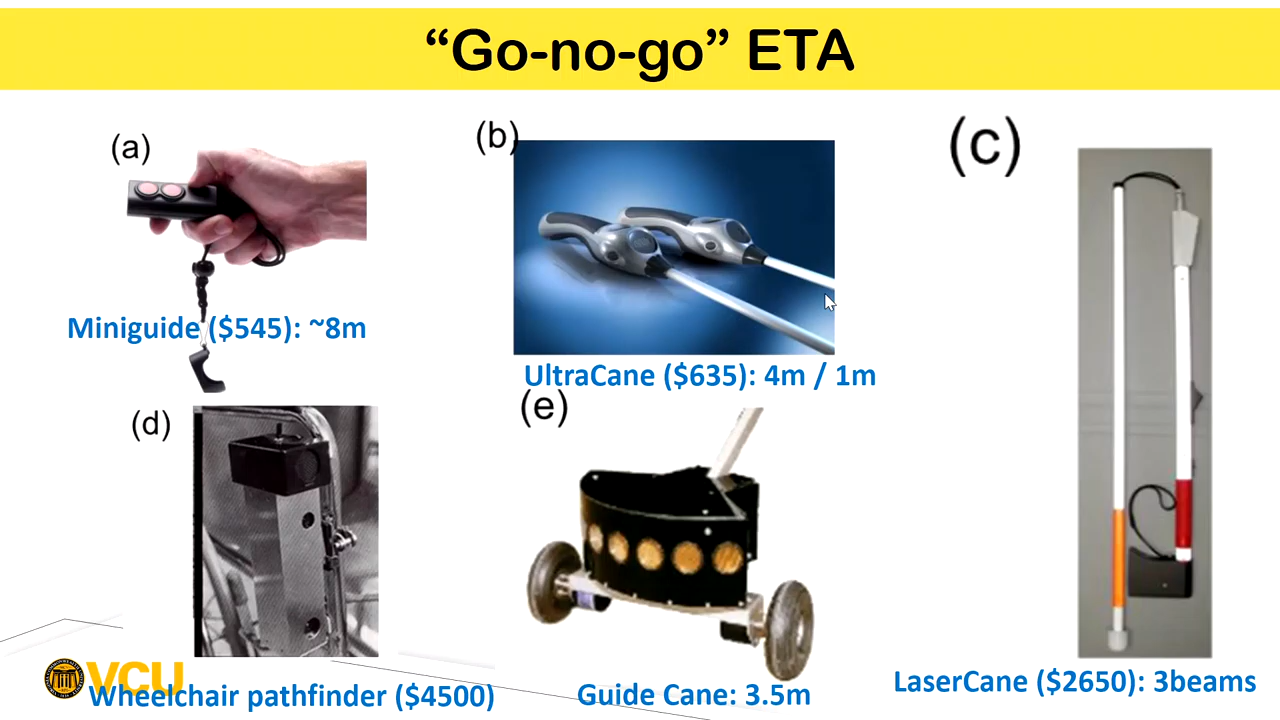 “Go-no-go” ETA
(a)
(b)
(c)
Miniguide ($545): ~8m
UltraCane ($635): 4m / 1m
(d)
(e)
VCU
Wheelchair pathfinder ($4500)
Guide Cane: 3.5m
LaserCane ($2650): 3beams